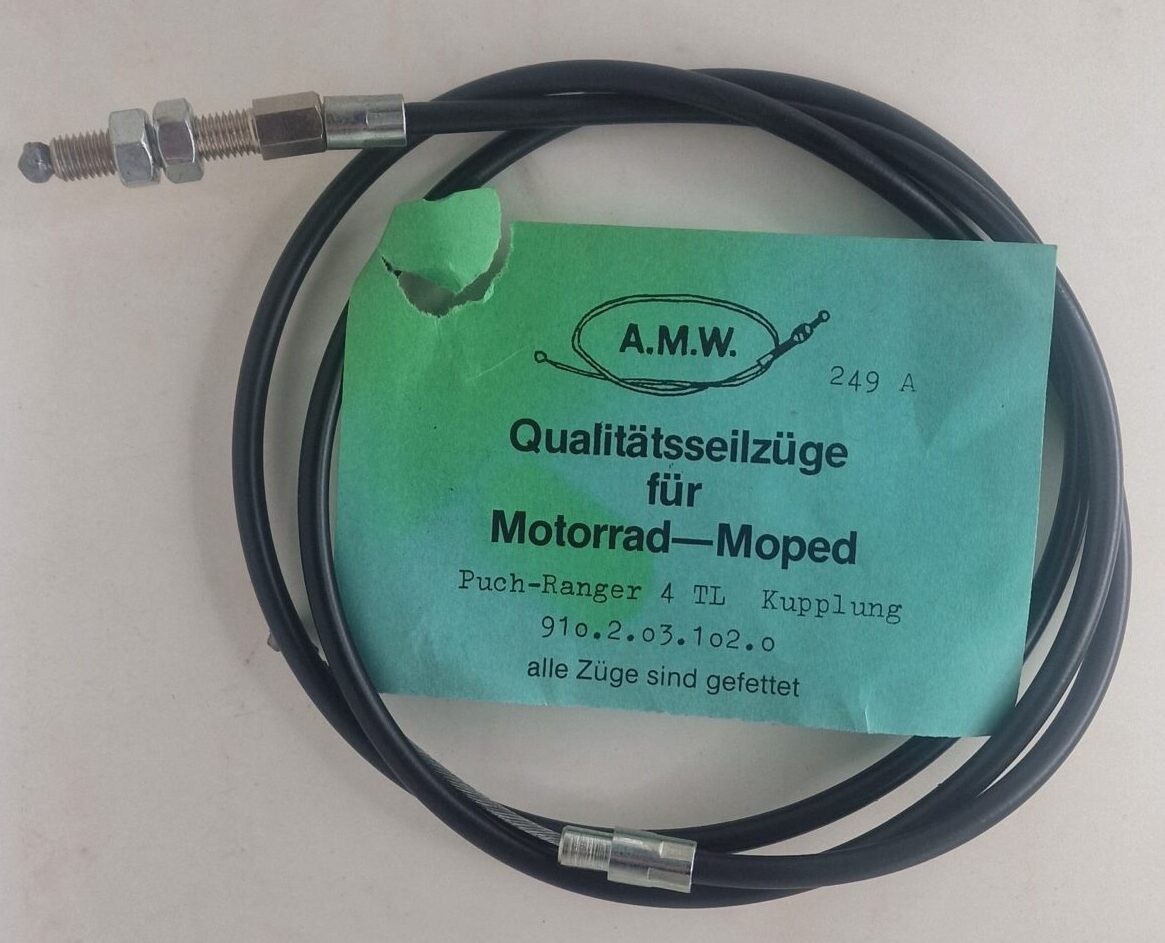 A.M.W.
249 A
Qualitätsseilzüge
für
Motorrad—Moped
Puch-Ranger 4 TL Kupplung
91o.2.o3.1o2.o
alle Züge sind gefettet